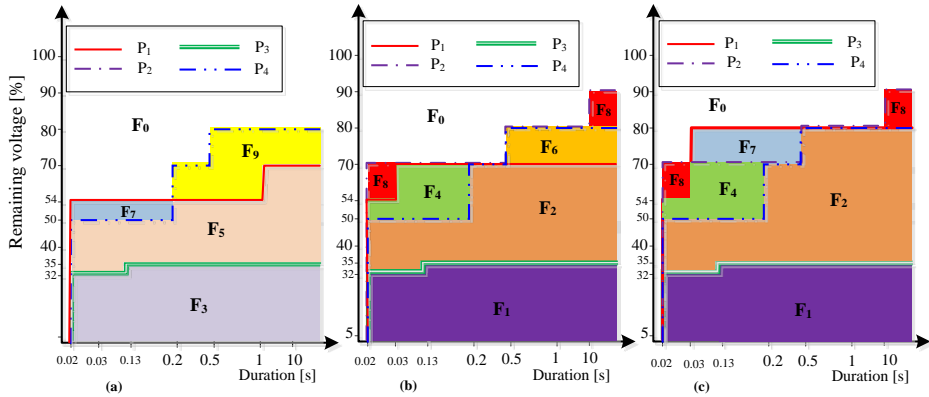 Remaining voltage [%]
P1
P2
P3
P4
100
90
80
70
54
50
40
35
32
5
F0
F9
F7
F5
F3
0.02 0.03 0.13 0.2 0.5 1 10
Duration [s]
(a)
P1
P2
P3
P4
100
90
80
70
54
50
40
35
32
5
F0
F8
F8
F6
F4
F2
F1
0.02 0.03 0.13 0.2 0.5 1 10
Duration [s]
(b)
P1
P2
P3
P4
100
90
80
70
54
50
40
35
32
5
F0
F8
F7
F8
F4
F2
F1
0.02 0.03 0.13 0.2 0.5 1 10
Duration [s]
(c)